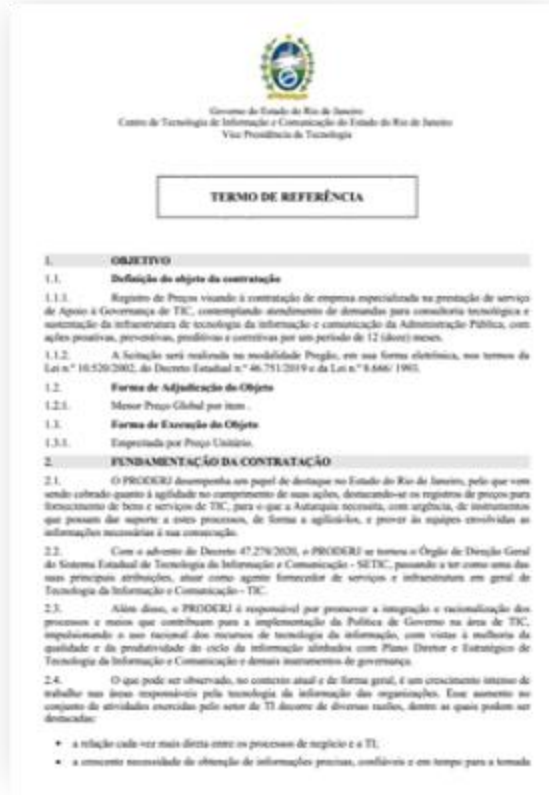 Governo do Estado do Rio de Janeiro
Centro de Tecnologia de Informação e Comunicação do Estado do Rio de Janeiro
Vice Presidência de Tecnologia
TERMO DE REFERÊNCIA
1. OBJETIVO
1.1. Definição do objeto da contratação
1.1.1. Registro de Preços visando à contratação de empresa especializada na prestação de serviço
de Apoio à Governança de TIC, contemplando atendimento de demandas para consultoria tecnológica e
sustentação da infraestrutura de tecnologia da informação e comunicação da Administração Pública, com
ações proativas, preventivas, preditivas e corretivas por um período de 12 (doze) meses.
1.1.2. A licitação será realizada na modalidade Pregão, em sua forma eletrônica, nos termos da
Lei n.º 10.520/2002, do Decreto Estadual n.º 46.751/2019 e da Lei n.º 8.666/ 1993.
1.2. Forma de Adjudicação do Objeto
1.2.1. Menor Preço Global por item .
1.3. Forma de Execução do Objeto
1.3.1. Empreitada por Preço Unitário.
2. FUNDAMENTAÇÃO DA CONTRATAÇÃO
2.1. O PRODERJ desempenha um papel de destaque no Estado do Rio de Janeiro, pelo que vem
sendo cobrado quanto à agilidade no cumprimento de suas ações, destacando-se os registros de preços para
fornecimento de bens e serviços de TIC, para o que a Autarquia necessita, com urgência, de instrumentos
que possam dar suporte a estes processos, de forma a agilizá-los, e prover às equipes envolvidas as
informações necessárias à sua consecução.
2.2. Com o advento do Decreto 47.278/2020, o PRODERJ se tornou o Órgão de Direção Geral
do Sistema Estadual de Tecnologia da Informação e Comunicação - SETIC, passando a ter como uma das
suas principais atribuições, atuar como agente fornecedor de serviços e infraestrutura em geral de
Tecnologia da Informação e Comunicação - TIC.
2.3. Além disso, o PRODERJ é responsável por promover a integração e racionalização dos
processos e meios que contribuam para a implementação da Política de Governo na área de TIC,
impulsionando o uso racional dos recursos de tecnologia da informação, com vistas à melhoria da
qualidade e da produtividade do ciclo da informação alinhados com Plano Diretor e Estratégico de
Tecnologia da Informação e Comunicação e demais instrumentos de governança.
2.4. O que pode ser observado, no contexto atual e de forma geral, é um crescimento intenso de
trabalho nas áreas responsáveis pela tecnologia da informação das organizações. Esse aumento no
conjunto de atividades exercidas pelo setor de TI decorre de diversas razões, dentre as quais podem ser
destacadas:
• a relação cada vez mais direta entre os processos de negócio e a TI;
• a crescente necessidade de obtenção de informações precisas, confiáveis e em tempo para a tomada